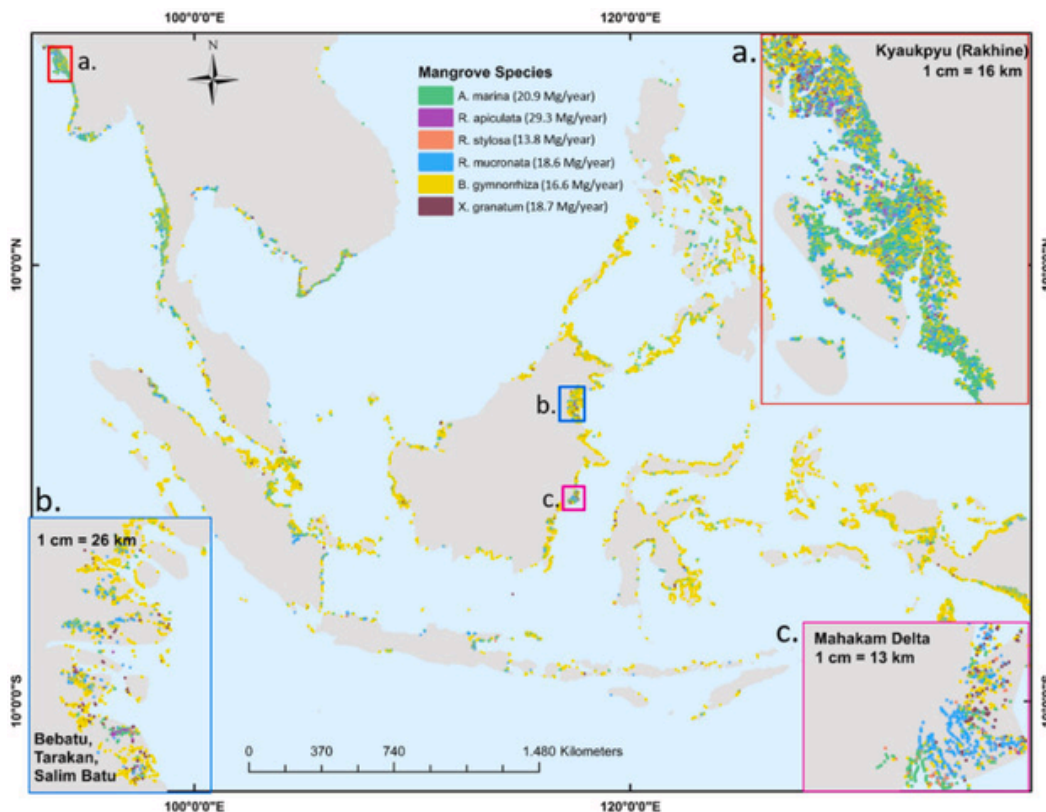 100°0'0"E
120°0'0"E
a.
N
Mangrove Species
A. marina (20.9 Mg/year)
R. apiculata (29.3 Mg/year)
R. stylosa (13.8 Mg/year)
R. mucronata (18.6 Mg/year)
B. gymnorrhiza (16.6 Mg/year)
X. granatum (18.7 Mg/year)
a.
Kyaukpyu (Rakhine)
1 cm = 16 km
10°0'0"N
b.
c.
b.
1 cm = 26 km
Bebatu,
Tarakan,
Salim Batu
10°0'0"S
c.
Mahakam Delta
1 cm = 13 km
0
370
740
1.480 Kilometers
100°0'0"E
120°0'0"E